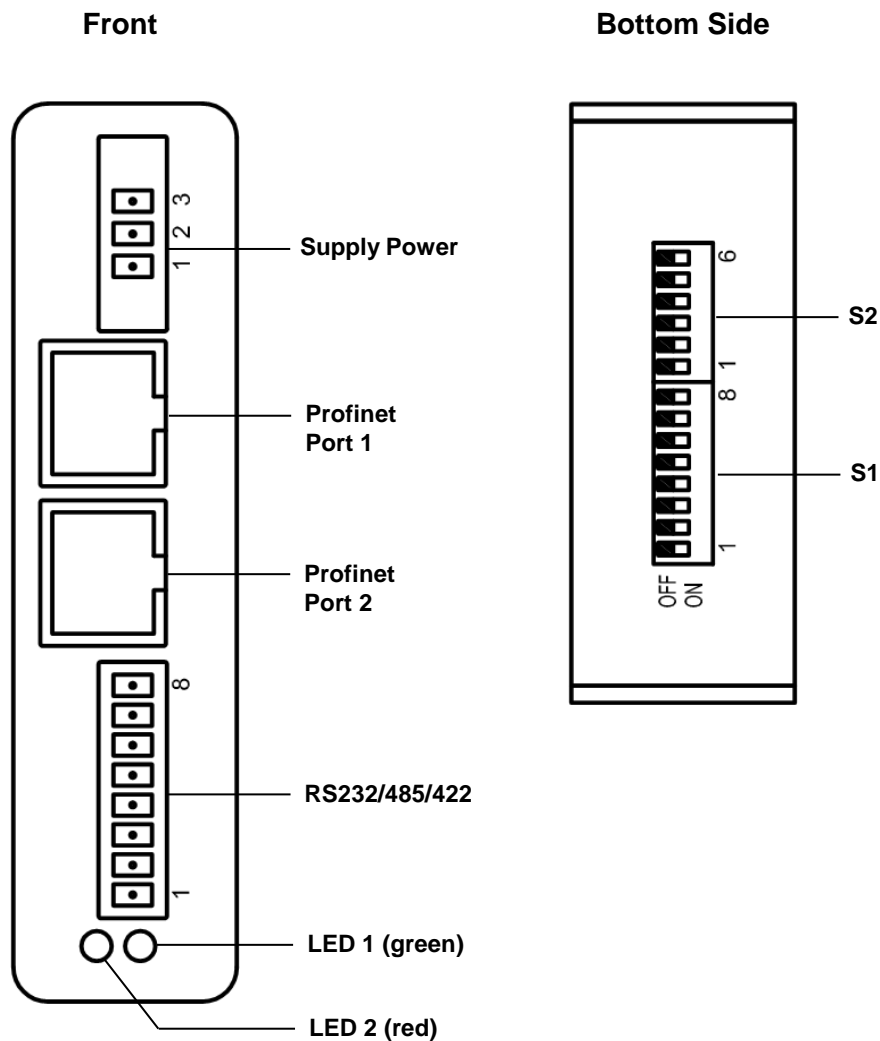 Front
Bottom Side
3
2
1
Supply Power
Profinet
Port 1
Profinet
Port 2
8
1
RS232/485/422
LED 1 (green)
LED 2 (red)
6
1
S2
8
1
S1
OFF
ON